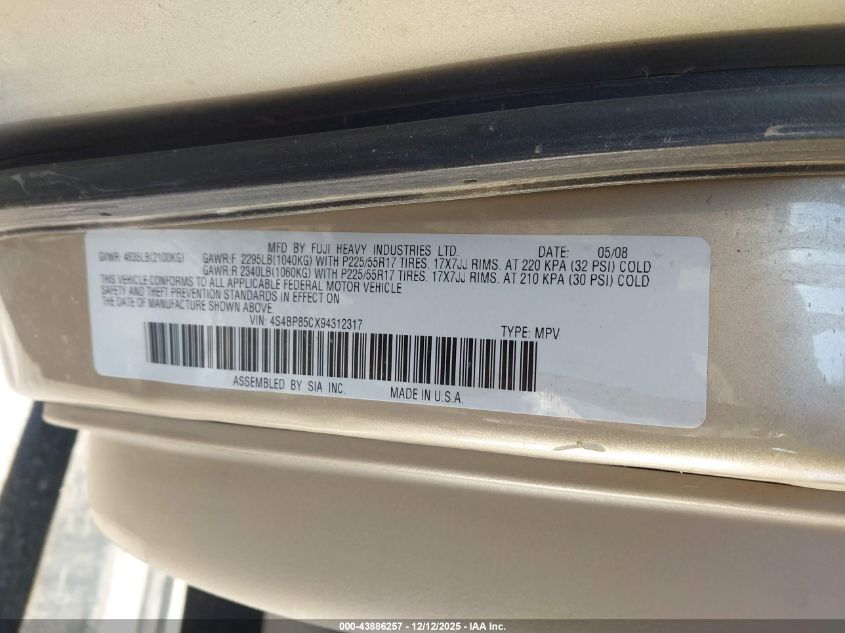 MFD BY FUJI HEAVY INDUSTRIES LTD. DATE: 05/08
GVWR: 4635LB(2100KG) GAWR:F 2295LB(1040KG) WITH P225/55R17 TIRES. 17X7JJ RIMS. AT 220 KPA (32 PSI) COLD
GAWR:R 2340LB(1060KG) WITH P225/55R17 TIRES. 17X7JJ RIMS. AT 210 KPA (30 PSI) COLD
THIS VEHICLE CONFORMS TO ALL APPLICABLE FEDERAL MOTOR VEHICLE
SAFETY AND THEFT PREVENTION STANDARDS IN EFFECT ON
THE DATE OF MANUFACTURE SHOWN ABOVE.
VIN: 4S4BP85CX94312317 TYPE: MPV
ASSEMBLED BY SIA INC. MADE IN U.S.A.
000-43886257 - 12/12/2025 - IAA Inc.